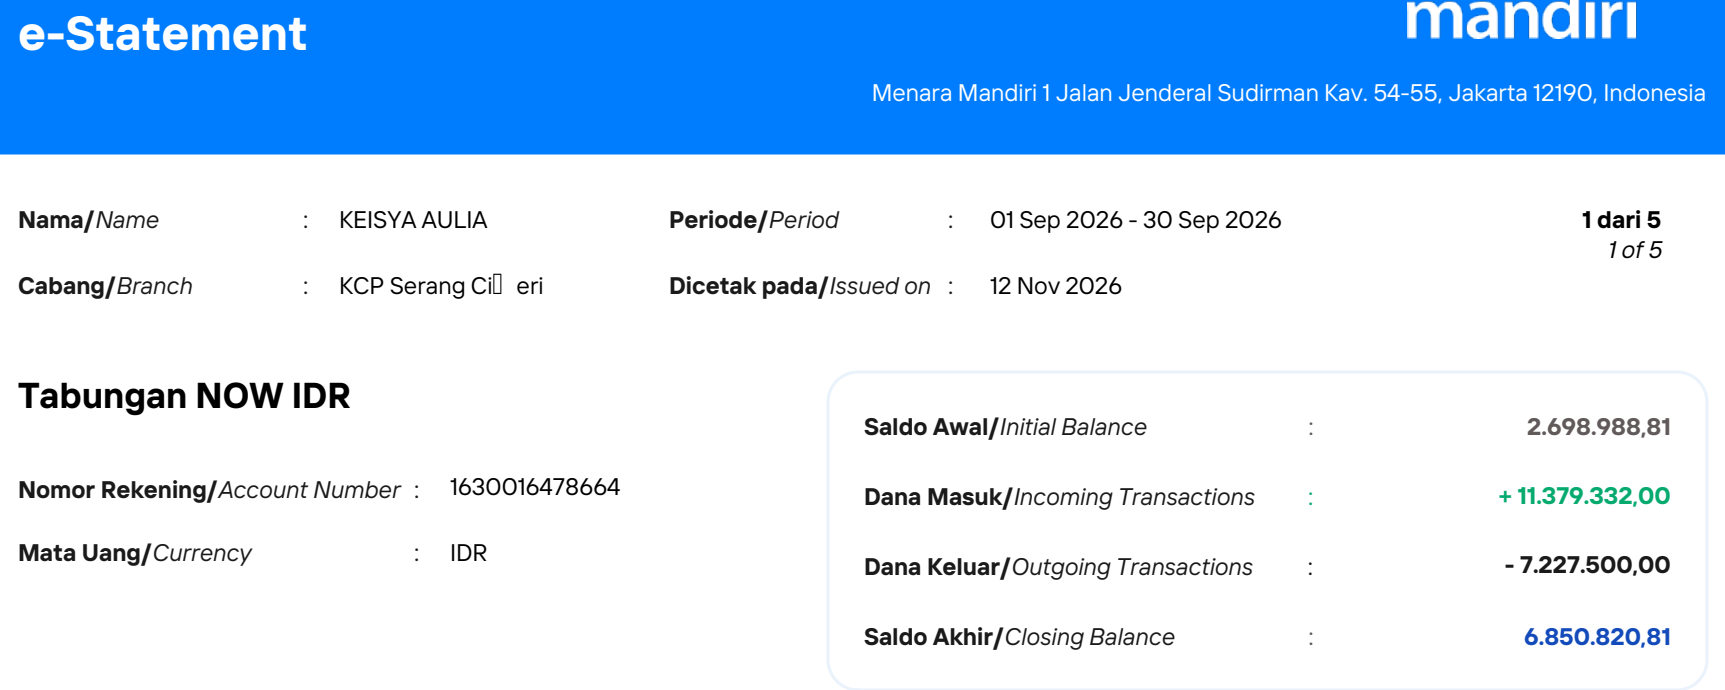 e-Statement
mandiri
Menara Mandiri 1 Jalan Jenderal Sudirman Kav. 54-55, Jakarta 12190, Indonesia
Nama/Name : KEISYA AULIA
Periode/Period : 01 Sep 2026 - 30 Sep 2026
1 dari 5
1 of 5
Cabang/Branch : KCP Serang Ci▯ eri
Dicetak pada/Issued on : 12 Nov 2026
Tabungan NOW IDR
Nomor Rekening/Account Number : 1630016478664
Mata Uang/Currency : IDR
Saldo Awal/Initial Balance : 2.698.988,81
Dana Masuk/Incoming Transactions : + 11.379.332,00
Dana Keluar/Outgoing Transactions : - 7.227.500,00
Saldo Akhir/Closing Balance : 6.850.820,81